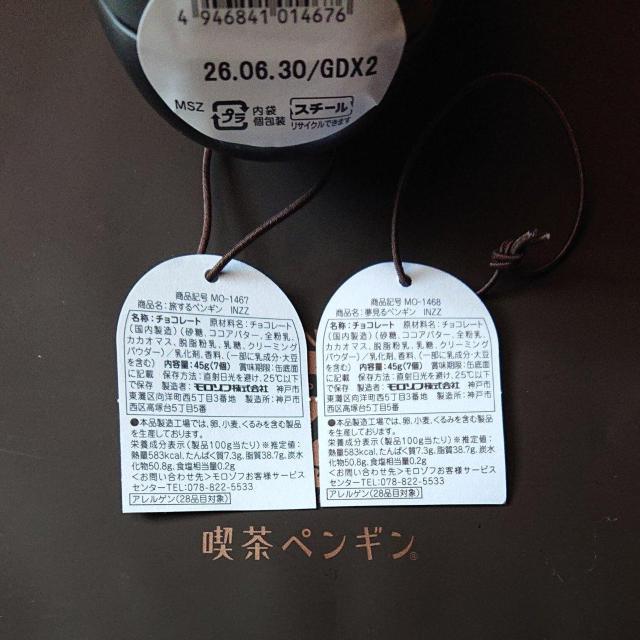 4 946841 014676
26.06.30/GDX2
MSZ
プラ
内袋
個包装
スチール
リサイクルできます
商品記号 MO-1467
商品名:旅するペンギン INZZ
名称:チョコレート 原材料名:チョコレート
(国内製造)(砂糖、ココアバター、全粉乳、
カカオマス、脱脂粉乳、乳糖、クリーミング
パウダー)/乳化剤、香料、(一部に乳成分・大豆
を含む) 内容量:45g(7個) 賞味期限:缶底面
に記載 保存方法:直射日光を避け、25℃以下
で保存 製造者:モロゾフ株式会社 神戸市
東灘区向洋町西5丁目3番地 製造所:神戸市
西区高塚台5丁目5番
●本品製造工場では、卵、小麦、くるみを含む製品
を生産しております。
栄養成分表示(製品100g当たり)※推定値:
熱量583kcal、たんぱく質7.3g、脂質38.7g、炭水
化物50.8g、食塩相当量0.2g
<お問い合わせ先>モロゾフお客様サービス
センターTEL:078-822-5533
アレルゲン(28品目対象)
商品記号 MO-1468
商品名:夢見るペンギン INZZ
名称:チョコレート 原材料名:チョコレート
(国内製造)(砂糖、ココアバター、全粉乳、
カカオマス、脱脂粉乳、乳糖、クリーミング
パウダー)/乳化剤、香料、(一部に乳成分・大豆
を含む) 内容量:45g(7個) 賞味期限:缶底面
に記載 保存方法:直射日光を避け、25℃以下
で保存 製造者:モロゾフ株式会社 神戸市
東灘区向洋町西5丁目3番地 製造所:神戸市
西区高塚台5丁目5番
●本品製造工場では、卵、小麦、くるみを含む製品
を生産しております。
栄養成分表示(製品100g当たり)※推定値:
熱量583kcal、たんぱく質7.3g、脂質38.7g、炭水
化物50.8g、食塩相当量0.2g
<お問い合わせ先>モロゾフお客様サービス
センターTEL:078-822-5533
アレルゲン(28品目対象)
喫茶ペンギン®